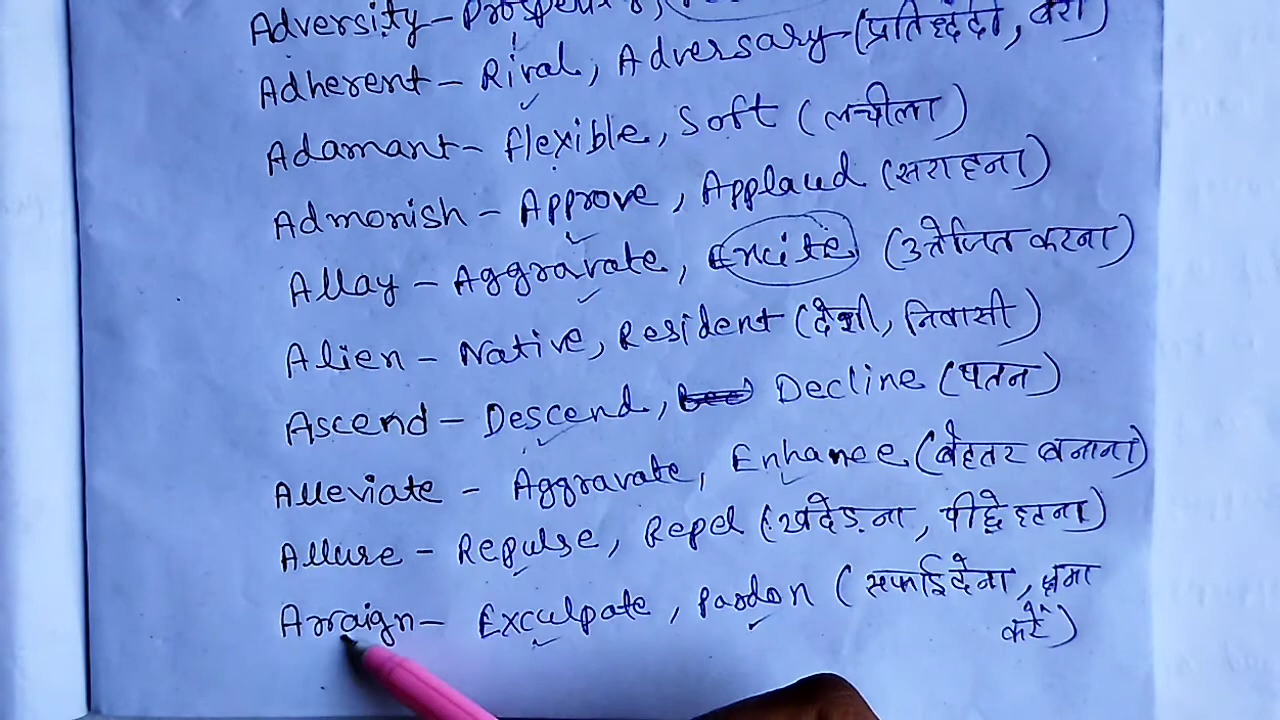 Adversity -
Adherent - Rival, Adversary - (प्रतिद्वंदी, बैरी)
Adamant - flexible, Soft (लचीला)
Admonish - Approve, Applaud (सराहना)
Allay - Aggravate, Encite (उत्तेजित करना)
Alien - Native, Resident (देशी, निवासी)
Ascend - Descend, Decline (पतन)
Alleviate - Aggravate, Enhance (बेहतर बनाना)
Allure - Repulse, Repel (खदेड़ना, पीछे हटना)
Arraign - Exculpate, Pardon (सफाई देना, क्षमा
करें)